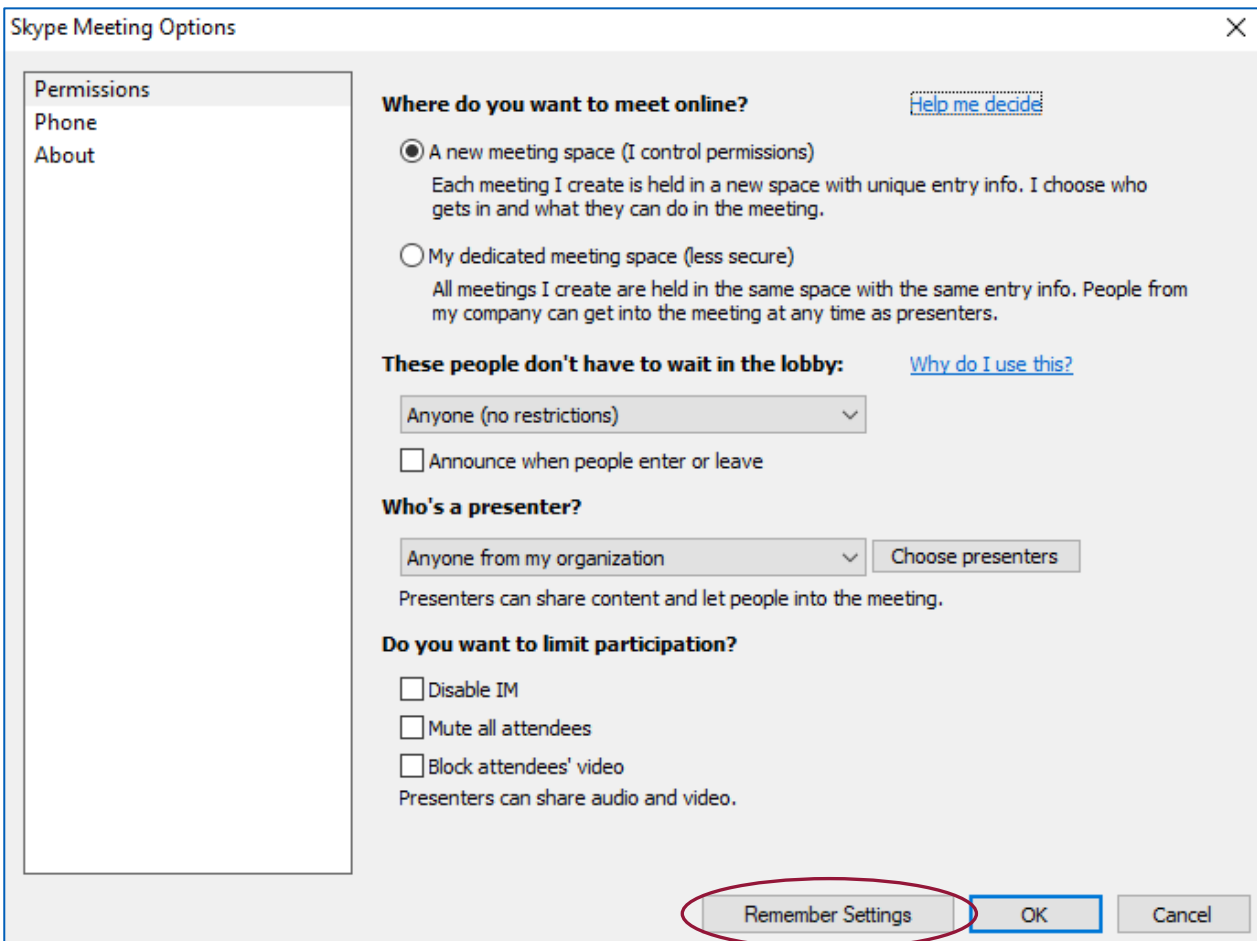 Skype Meeting Options
Permissions
Phone
About
Where do you want to meet online?
Help me decide
A new meeting space (I control permissions)
Each meeting I create is held in a new space with unique entry info. I choose who
gets in and what they can do in the meeting.
My dedicated meeting space (less secure)
All meetings I create are held in the same space with the same entry info. People from
my company can get into the meeting at any time as presenters.
These people don't have to wait in the lobby:
Why do I use this?
Anyone (no restrictions)
Announce when people enter or leave
Who's a presenter?
Anyone from my organization
Choose presenters
Presenters can share content and let people into the meeting.
Do you want to limit participation?
Disable IM
Mute all attendees
Block attendees' video
Presenters can share audio and video.
Remember Settings
OK
Cancel